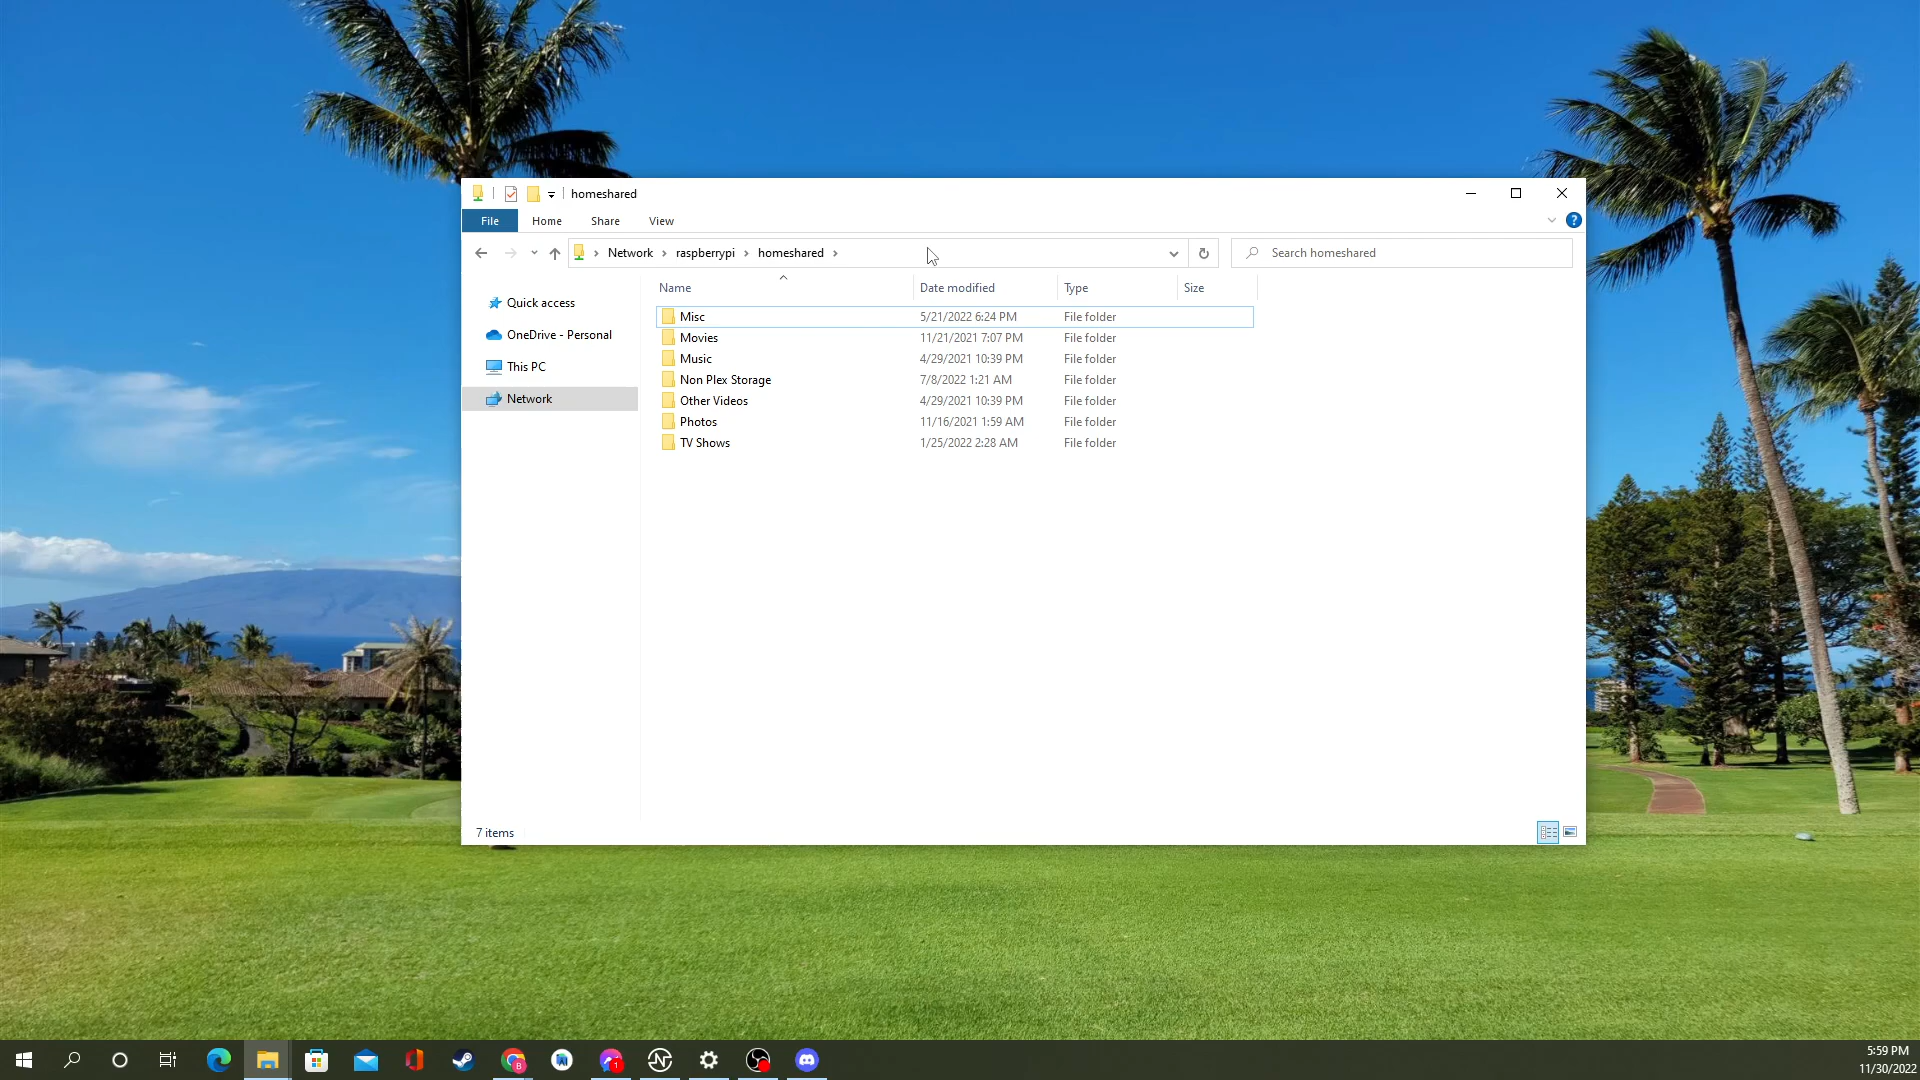 homeshared
File Home Share View
Network raspberrypi homeshared
Search homeshared
Name Date modified Type Size
Quick access
OneDrive - Personal
This PC
Network
Misc 5/21/2022 6:24 PM File folder
Movies 11/21/2021 7:07 PM File folder
Music 4/29/2021 10:39 PM File folder
Non Plex Storage 7/8/2022 1:21 AM File folder
Other Videos 4/29/2021 10:39 PM File folder
Photos 11/16/2021 1:59 AM File folder
TV Shows 1/25/2022 2:28 AM File folder
7 items
AI
B
1
5:59 PM
11/30/2022